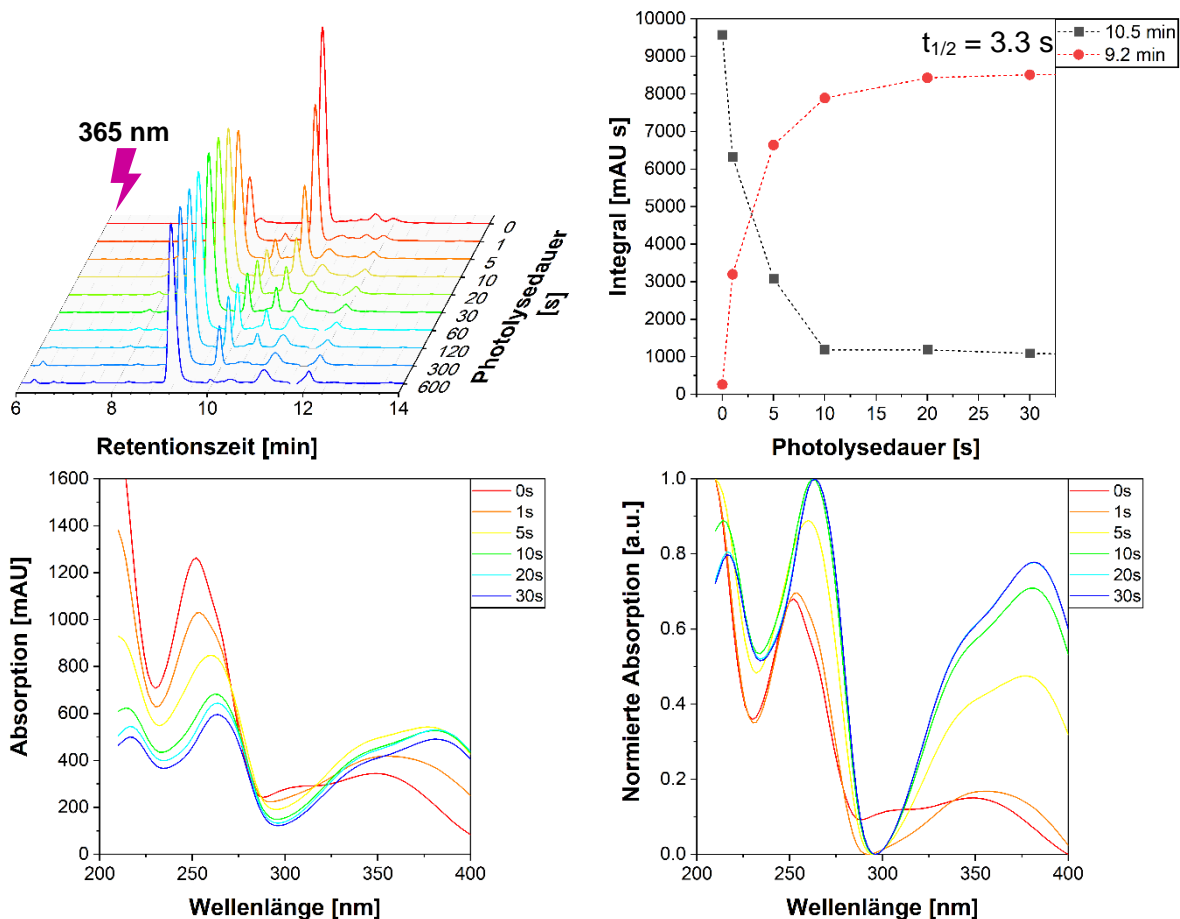 365 nm
0
1
5
10
20
30
60
120
300
600
Photolysedauer
[s]
6
8
10
12
14
Retentionszeit [min]
10000
9000
8000
7000
6000
5000
4000
3000
2000
1000
0
Integral [mAU s]
t1/2 = 3.3 s
10.5 min
9.2 min
0
5
10
15
20
25
30
Photolysedauer [s]
1600
1400
1200
1000
800
600
400
200
0
Absorption [mAU]
0s
1s
5s
10s
20s
30s
200
250
300
350
400
Wellenlänge [nm]
1.0
0.8
0.6
0.4
0.2
0.0
Normierte Absorption [a.u.]
0s
1s
5s
10s
20s
30s
200
250
300
350
400
Wellenlänge [nm]